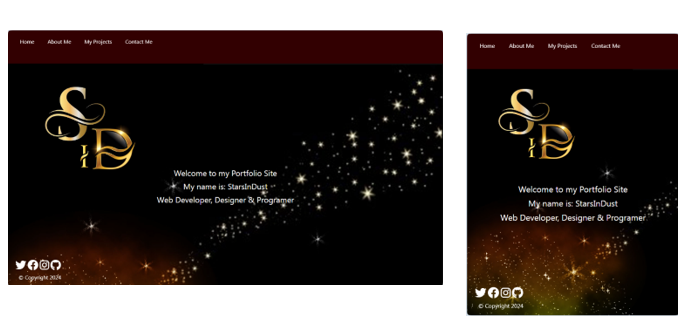 Home About Me My Projects Contact Me
S
iD
Welcome to my Portfolio Site
My name is: StarsInDust
Web Developer, Designer & Programer
© Copyright 2024
Home About Me My Projects Contact Me
S
iD
Welcome to my Portfolio Site
My name is: StarsInDust
Web Developer, Designer & Programer
© Copyright 2024